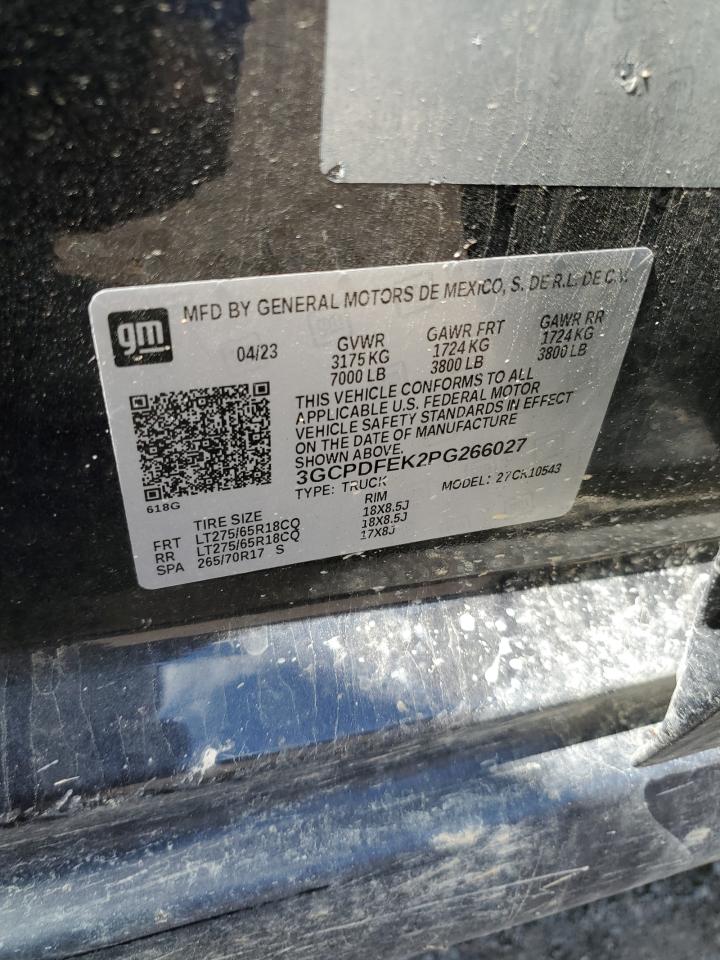 gm
MFD BY GENERAL MOTORS DE MEXICO, S. DE R.L. DE C.V.
04/23
GVWR GAWR FRT GAWR RR
3175 KG 1724 KG 1724 KG
7000 LB 3800 LB 3800 LB
THIS VEHICLE CONFORMS TO ALL
APPLICABLE U.S. FEDERAL MOTOR
VEHICLE SAFETY STANDARDS IN EFFECT
ON THE DATE OF MANUFACTURE
SHOWN ABOVE.
3GCPDFEK2PG266027
TYPE: TRUCK MODEL: 27CK10543
618G
TIRE SIZE RIM
FRT LT275/65R18CQ 18X8.5J
RR LT275/65R18CQ 18X8.5J
SPA 265/70R17 S 17X8J